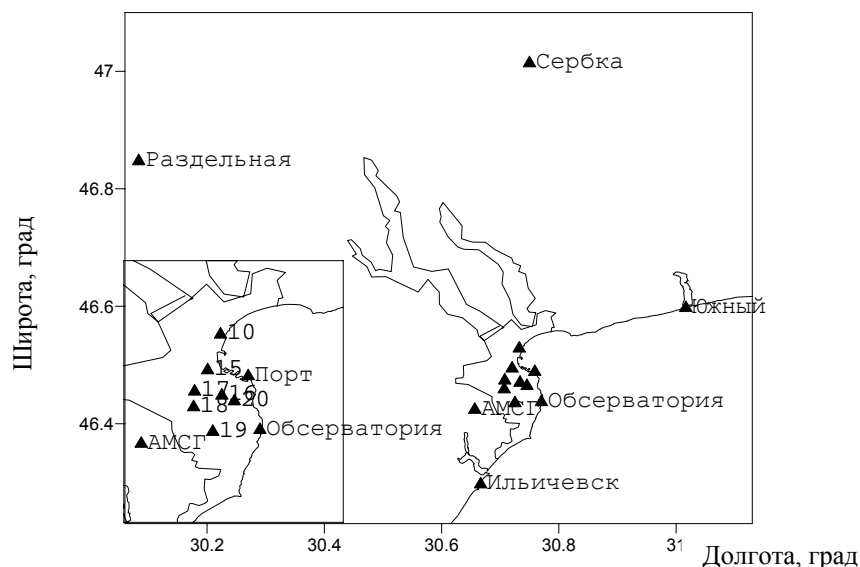 47
Сербка
Раздельная
46.8
Широта, град
46.6
Южный
10
15
Порт
17
16
20
18
АМСГ
Обсерватория
46.4
19
Обсерватория
АМСГ
Ильичевск
30.2
30.4
30.6
30.8
31
Долгота, град